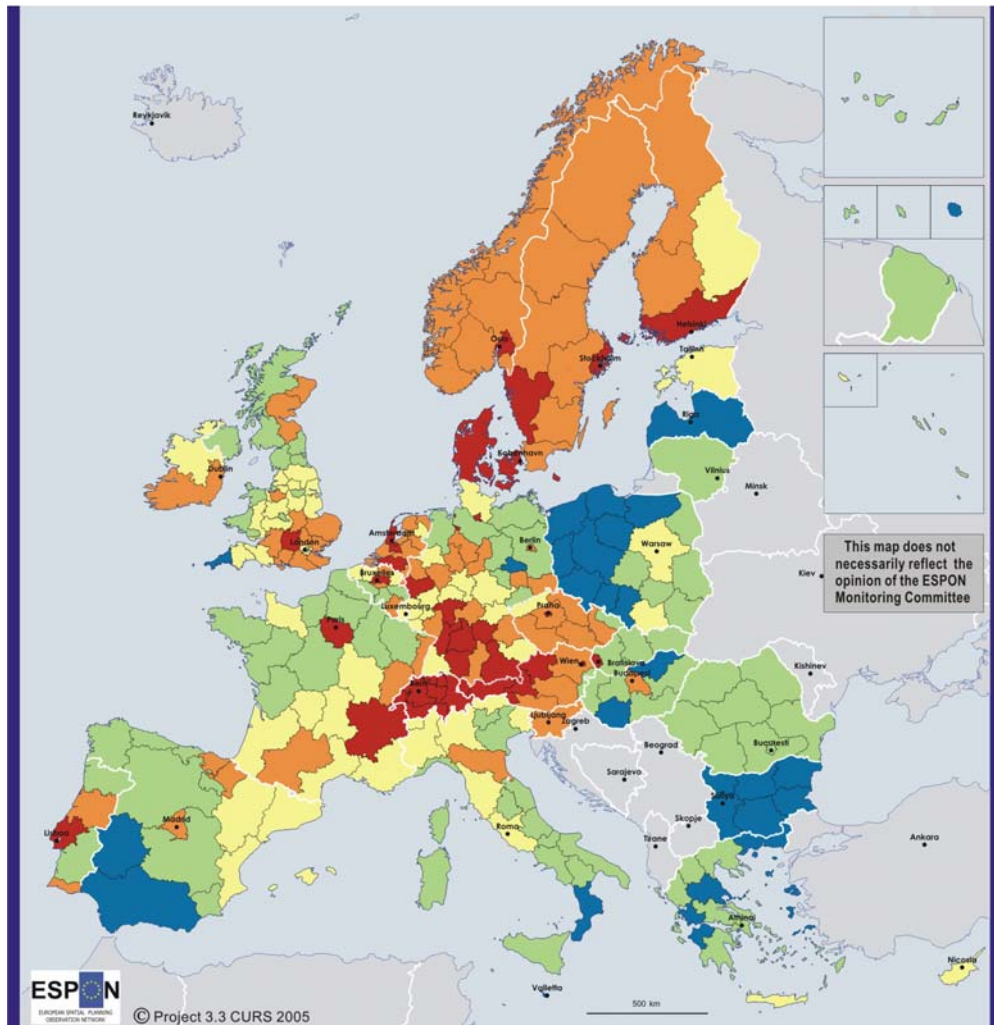 Reykjavik
Oslo
Helsinki
Stockholm
Tallinn
Riga
København
Vilnius
Minsk
Dublin
London
Amsterdam
Berlin
Warsaw
Bruxelles
Kiev
This map does not
necessarily reflect the
opinion of the ESPON
Monitoring Committee
Luxembourg
Praha
Paris
Wien
Bratislava
Budapest
Kishinev
Bern
Ljubljana
Zagreb
Beograd
Bucuresti
Sarajevo
Sofiya
Skopje
Tirane
Ankara
Madrid
Roma
Lisboa
Athinai
Nicosia
Valletta
ESPON
EUROPEAN SPATIAL PLANNING
OBSERVATION NETWORK
© Project 3.3 CURS 2005
500 km